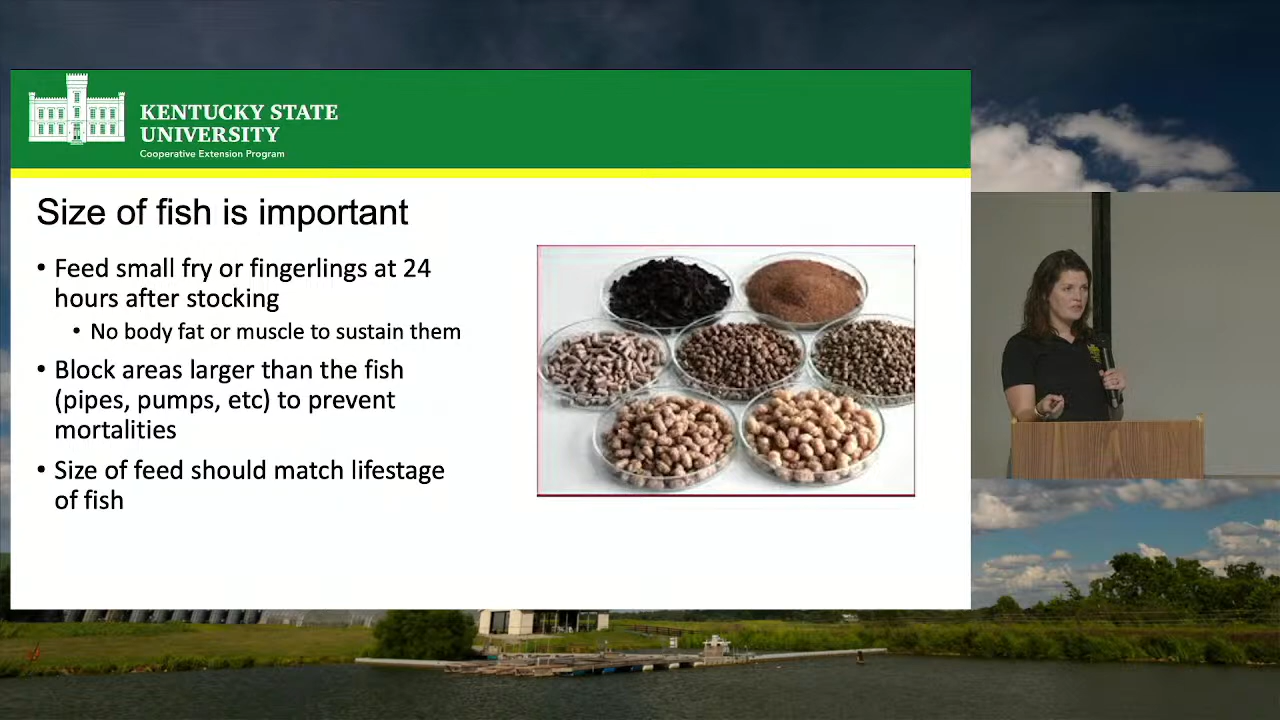 KENTUCKY STATE
UNIVERSITY
Cooperative Extension Program
Size of fish is important
• Feed small fry or fingerlings at 24
hours after stocking
• No body fat or muscle to sustain them
• Block areas larger than the fish
(pipes, pumps, etc) to prevent
mortalities
• Size of feed should match lifestage
of fish